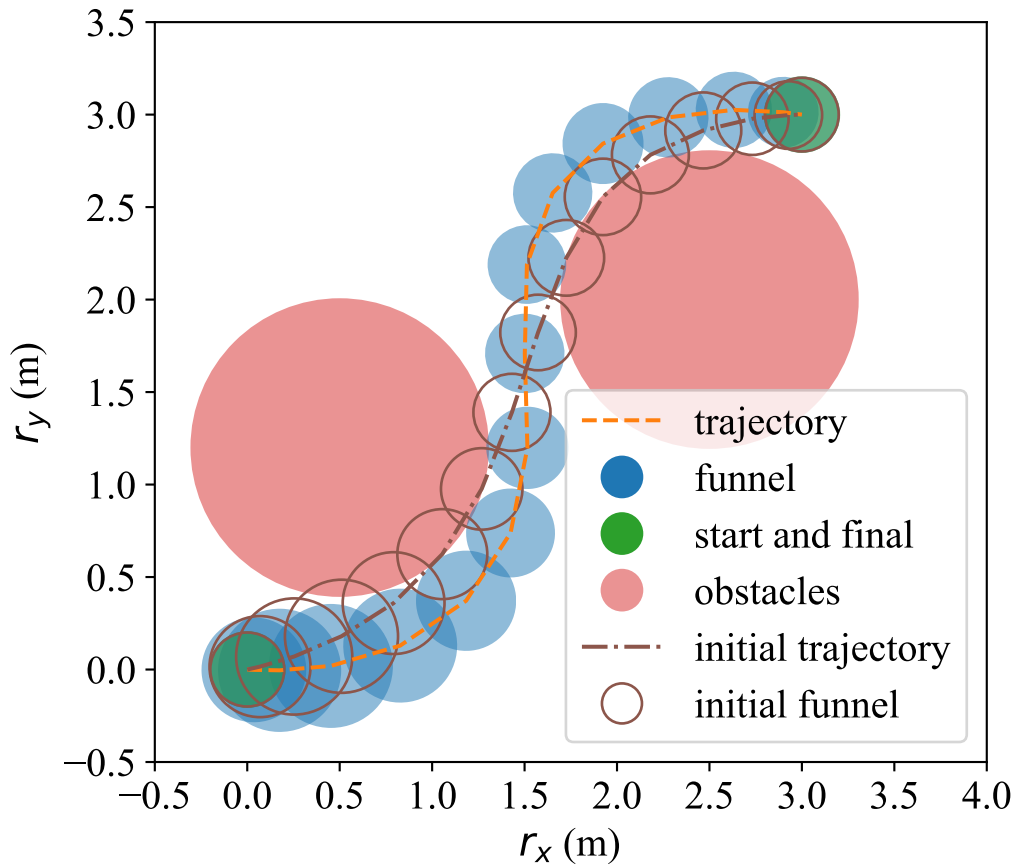 3.5
3.0
2.5
2.0
1.5
1.0
0.5
0.0
−0.5
r_y (m)
trajectory
funnel
start and final
obstacles
initial trajectory
initial funnel
−0.5 0.0 0.5 1.0 1.5 2.0 2.5 3.0 3.5 4.0
r_x (m)